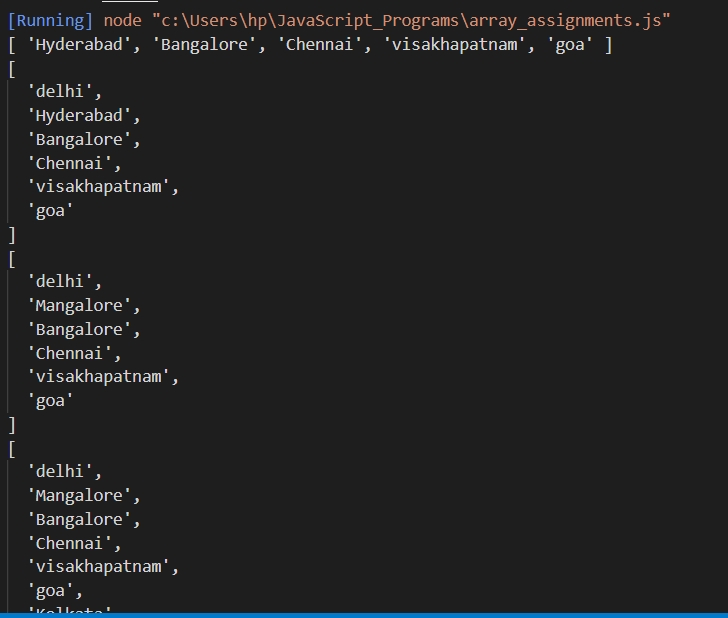 [Running] node "c:\Users\hp\JavaScript_Programs\array_assignments.js"
[ 'Hyderabad', 'Bangalore', 'Chennai', 'visakhapatnam', 'goa' ]
[
  'delhi',
  'Hyderabad',
  'Bangalore',
  'Chennai',
  'visakhapatnam',
  'goa'
]
[
  'delhi',
  'Mangalore',
  'Bangalore',
  'Chennai',
  'visakhapatnam',
  'goa'
]
[
  'delhi',
  'Mangalore',
  'Bangalore',
  'Chennai',
  'visakhapatnam',
  'goa',
  'Kolkata'